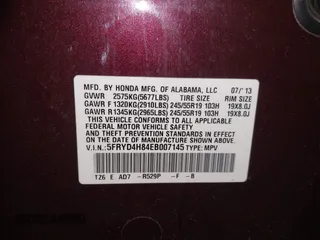 MFD. BY HONDA MFG. OF ALABAMA, LLC 07/'13
GVWR 2575KG(5677LBS) TIRE SIZE RIM SIZE
GAWR F 1320KG(2910LBS) 245/55R19 103H 19X8.0J
GAWR R 1345KG(2965LBS) 245/55R19 103H 19X8.0J
THIS VEHICLE CONFORMS TO ALL APPLICABLE
FEDERAL MOTOR VEHICLE SAFETY
AND THEFT PREVENTION STANDARDS IN EFFECT
ON THE DATE OF MANUFACTURE SHOWN ABOVE.
V.I.N.: 5FRYD4H84EB007145 TYPE: MPV
TZ6 E AD7 -R529P -F -B